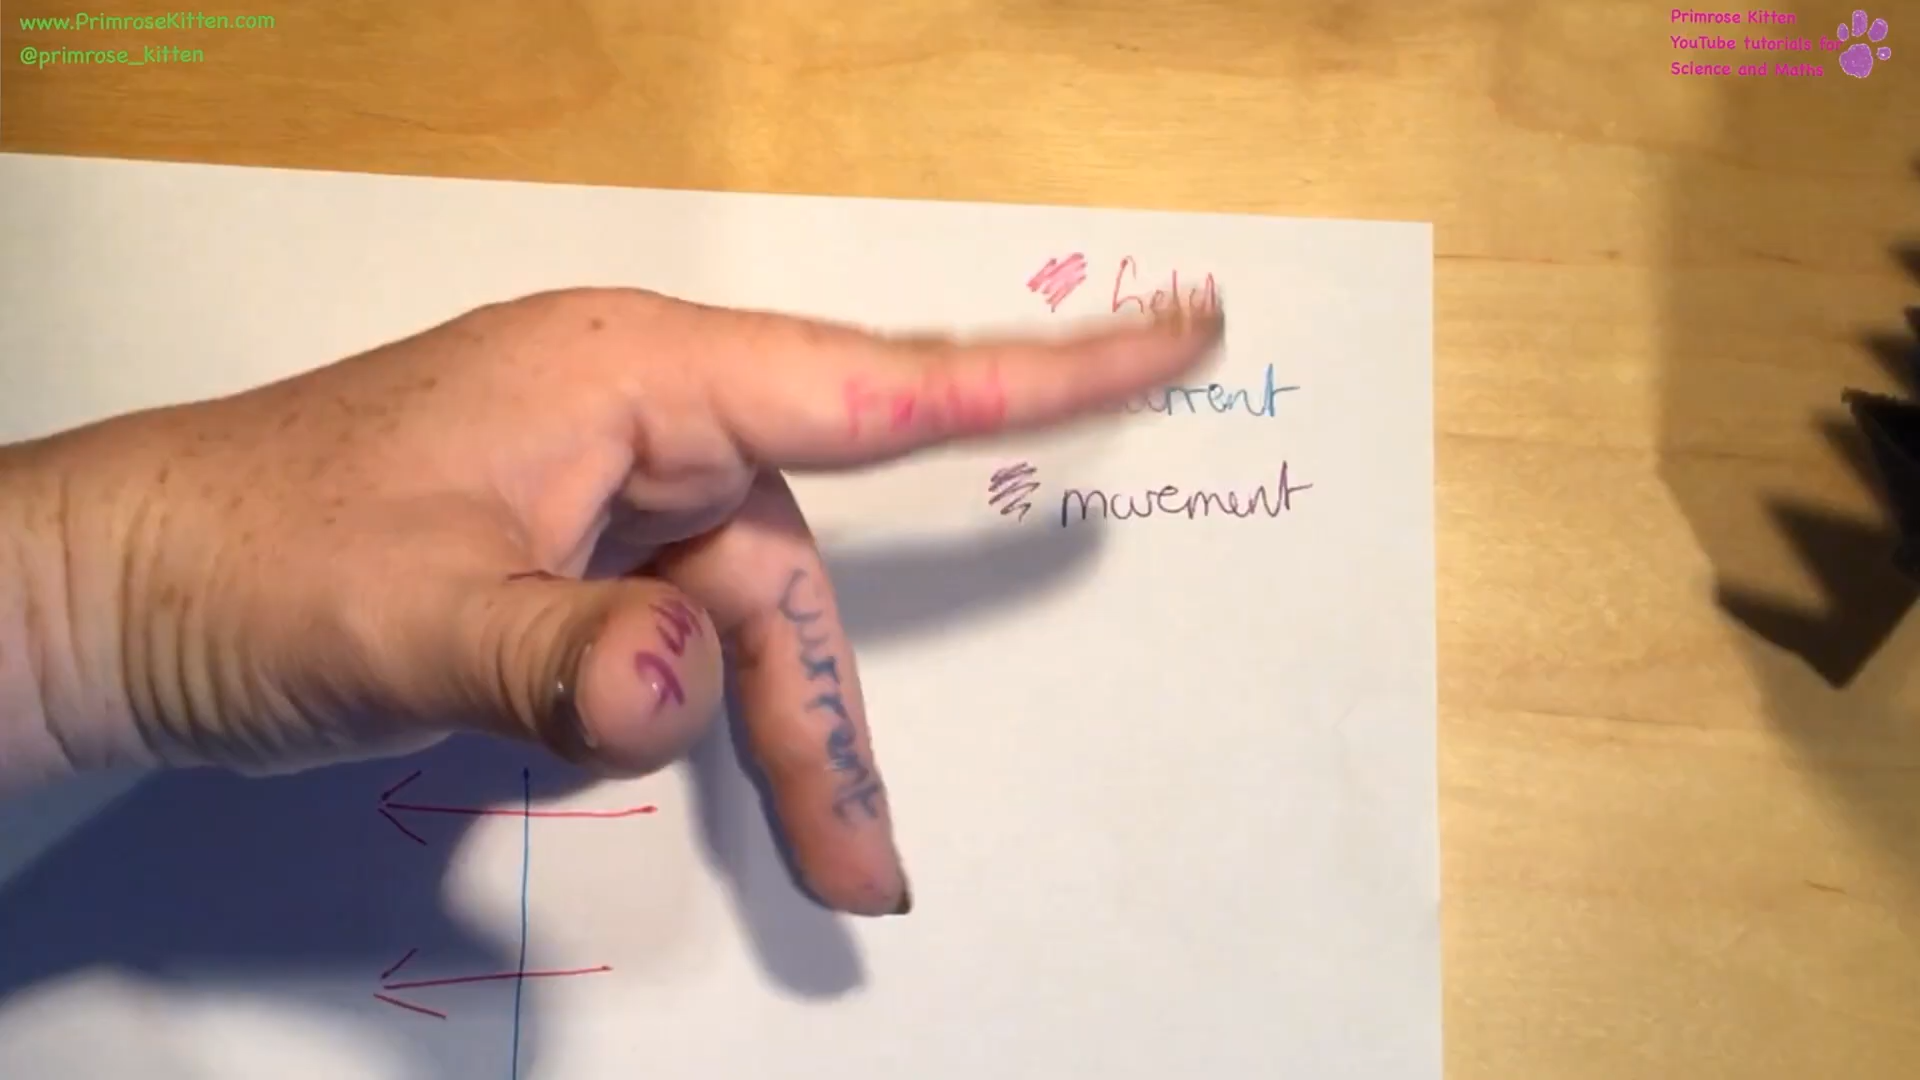 www.PrimroseKitten.com
@primrose_kitten
Primrose Kitten
YouTube tutorials for
Science and Maths
field
current
movement
Field
Current